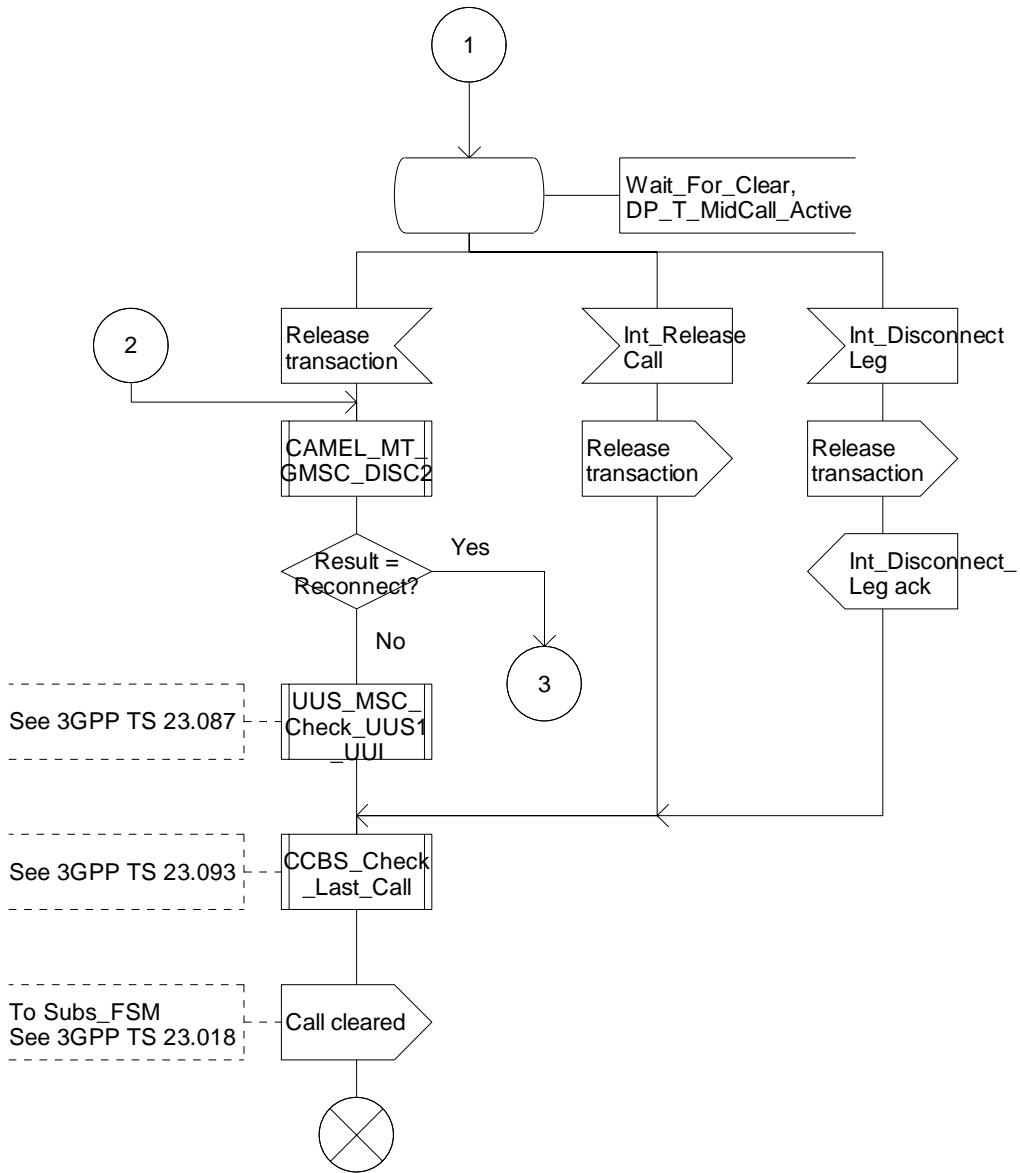 1
Wait_For_Clear,
DP_T_MidCall_Active
Release
transaction
Int_Release
Call
Int_Disconnect
Leg
2
CAMEL_MT_
GMSC_DISC2
Release
transaction
Release
transaction
Result =
Reconnect?
Yes
Int_Disconnect_
Leg ack
No
3
See 3GPP TS 23.087
UUS_MSC_
Check_UUS1
_UUI
See 3GPP TS 23.093
CCBS_Check
_Last_Call
To Subs_FSM
See 3GPP TS 23.018
Call cleared